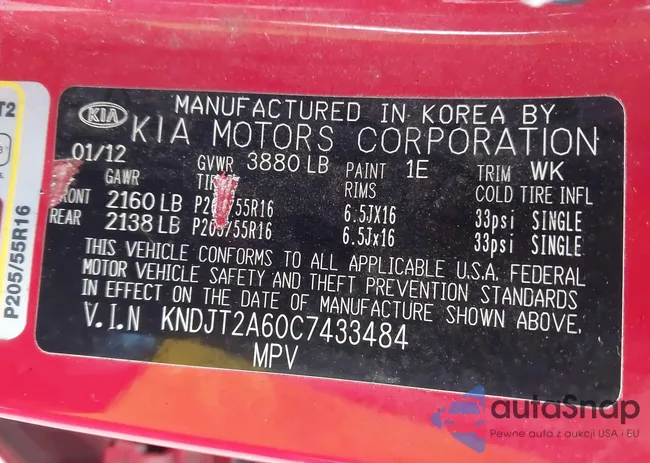 KIA
MANUFACTURED IN KOREA BY
KIA MOTORS CORPORATION
01/12 GVWR 3880 LB PAINT 1E TRIM WK
GAWR RIMS COLD TIRE INFL
FRONT 2160 LB 6.5JX16 33psi SINGLE
REAR 2138 LB P205/55R16 6.5Jx16 33psi SINGLE
THIS VEHICLE CONFORMS TO ALL APPLICABLE U.S.A. FEDERAL
MOTOR VEHICLE SAFETY AND THEFT PREVENTION STANDARDS
IN EFFECT ON THE DATE OF MANUFACTURE SHOWN ABOVE.
V.I.N KNDJT2A60C7433484
MPV
P205/55R16
autaSnap
Pewne auta z aukcji USA i EU